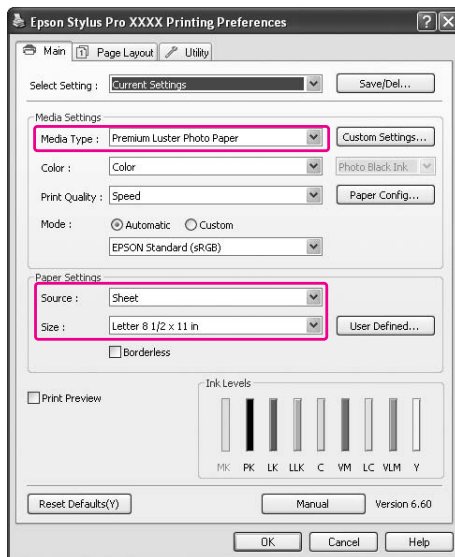 Epson Stylus Pro XXXX Printing Preferences
Main Page Layout Utility
Select Setting : Current Settings Save/Del...
Media Settings
Media Type : Premium Luster Photo Paper Custom Settings...
Color : Color Photo Black Ink
Print Quality : Speed Paper Config...
Mode : Automatic Custom
EPSON Standard (sRGB)
Paper Settings
Source : Sheet
Size : Letter 8 1/2 x 11 in User Defined...
Borderless
Print Preview
Ink Levels
MK PK LK LLK C VM LC VLM Y
Reset Defaults(Y) Manual Version 6.60
OK Cancel Help